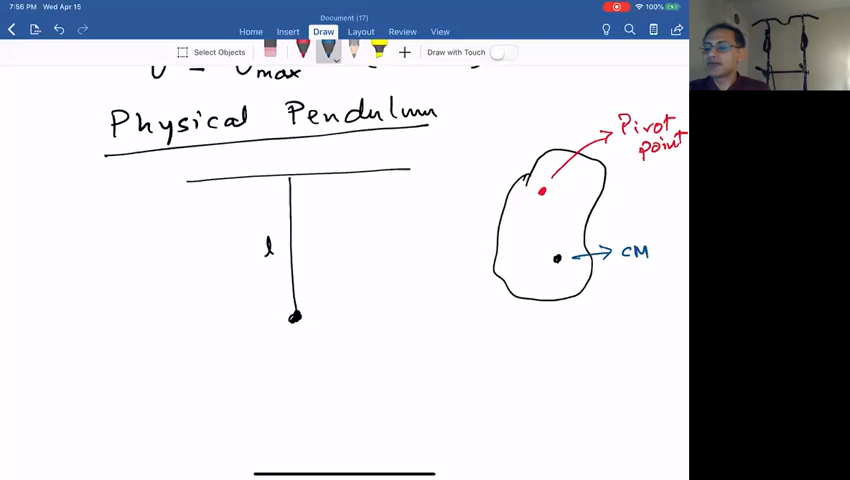 7:56 PM Wed Apr 15
100%
Document (17)
Home Insert Draw Layout Review View
Select Objects
Draw with Touch
max
Physical Pendulum
Pivot
point
l
CM